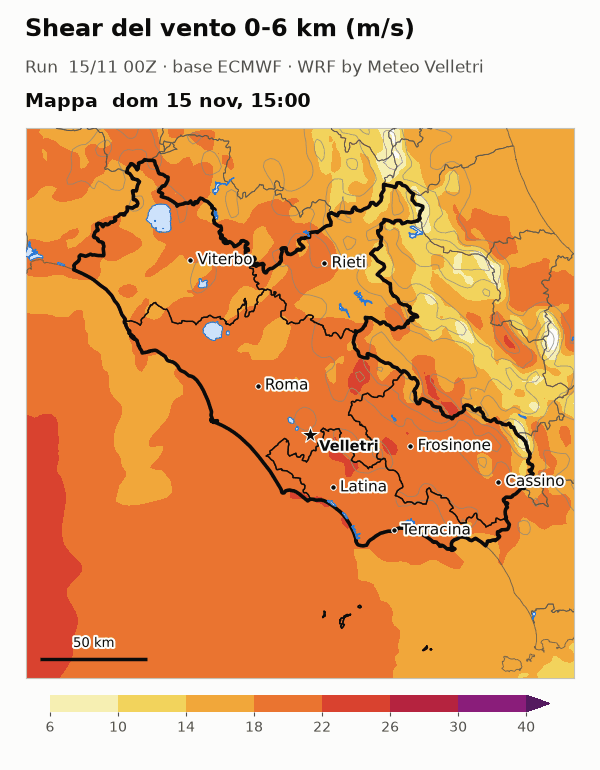 Shear del vento 0-6 km (m/s)
Run  15/11 00Z · base ECMWF · WRF by Meteo Velletri
Mappa  dom 15 nov, 15:00
Viterbo
Rieti
Roma
Velletri
Frosinone
Cassino
Latina
Terracina
50 km
6 10 14 18 22 26 30 40